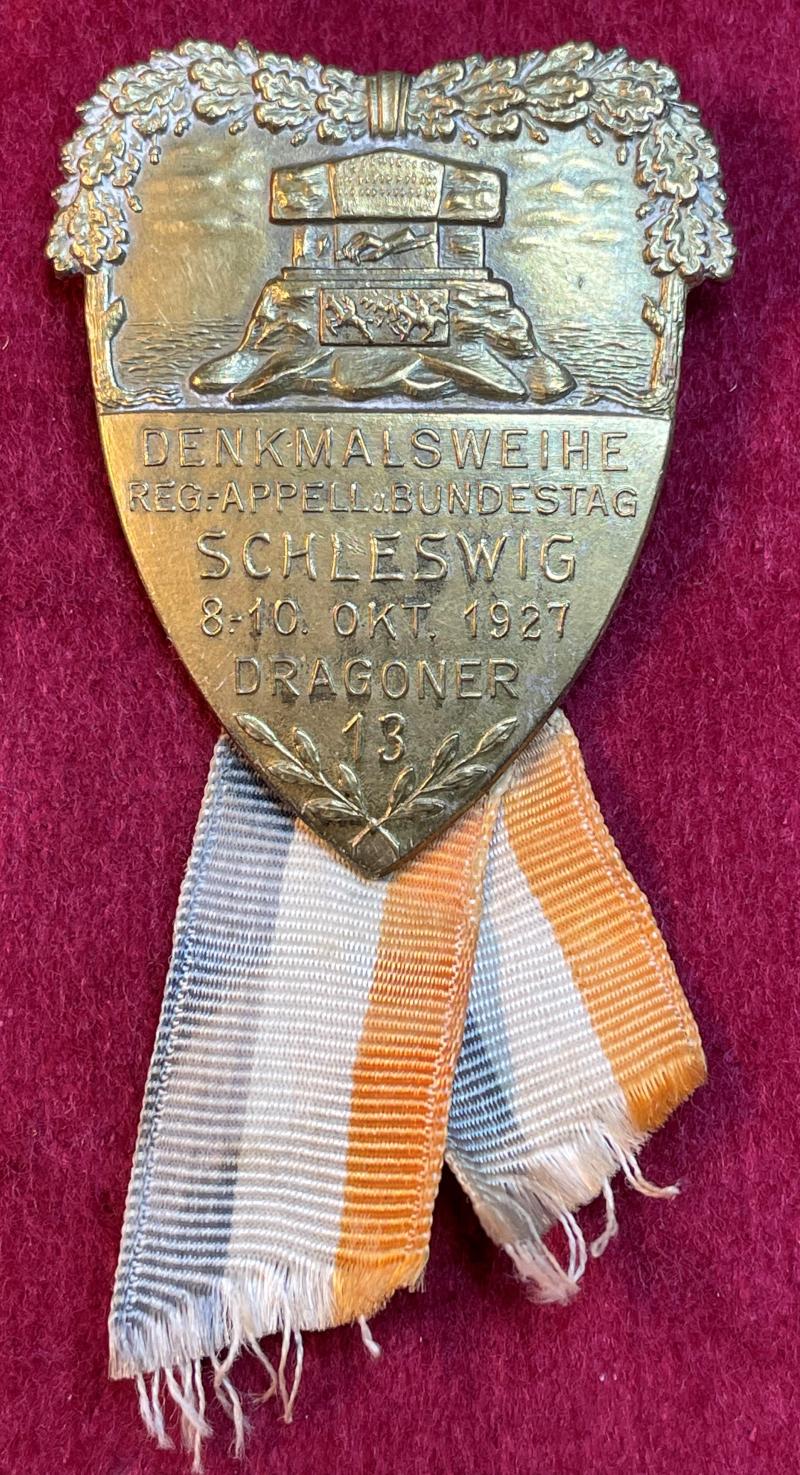 DENKMALSWEIHE
REG.-APPELL u. BUNDESTAG
SCHLESWIG
8.-10. OKT. 1927
DRAGONER
13